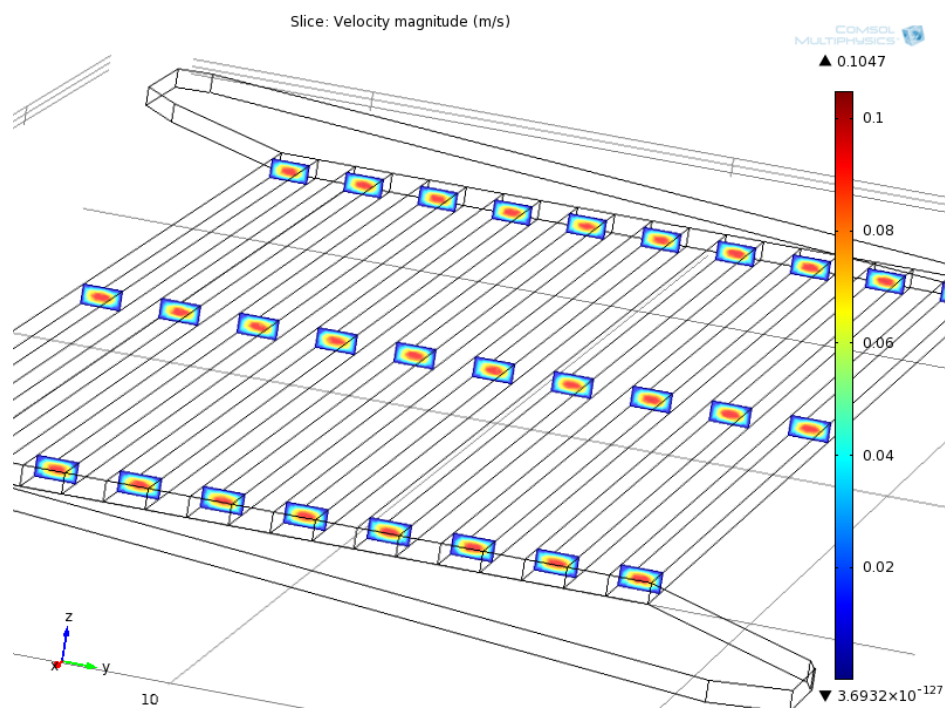 Slice: Velocity magnitude (m/s)
COMSOL
MULTIPHYSICS
▲ 0.1047
0.1
0.08
0.06
0.04
0.02
▼ 3.6932×10⁻¹²⁷
z
x y
10